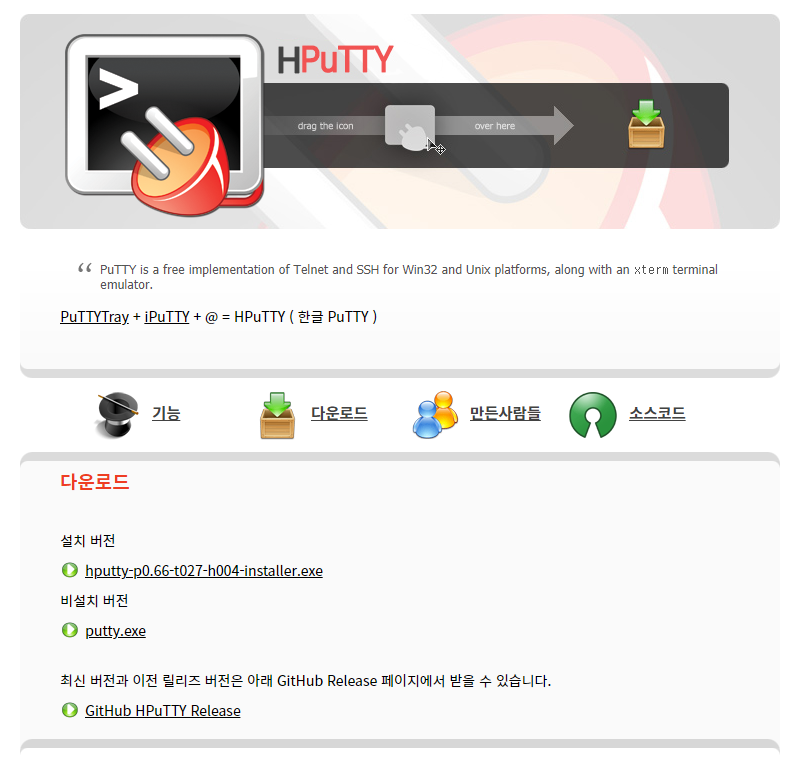 HPuTTY
drag the icon
over here
“ PuTTY is a free implementation of Telnet and SSH for Win32 and Unix platforms, along with an xterm terminal
emulator.
PuTTYTray + iPuTTY + @ = HPuTTY ( 한글 PuTTY )
기능
다운로드
만든사람들
소스코드
다운로드
설치 버전
hputty-p0.66-t027-h004-installer.exe
비설치 버전
putty.exe
최신 버전과 이전 릴리즈 버전은 아래 GitHub Release 페이지에서 받을 수 있습니다.
GitHub HPuTTY Release